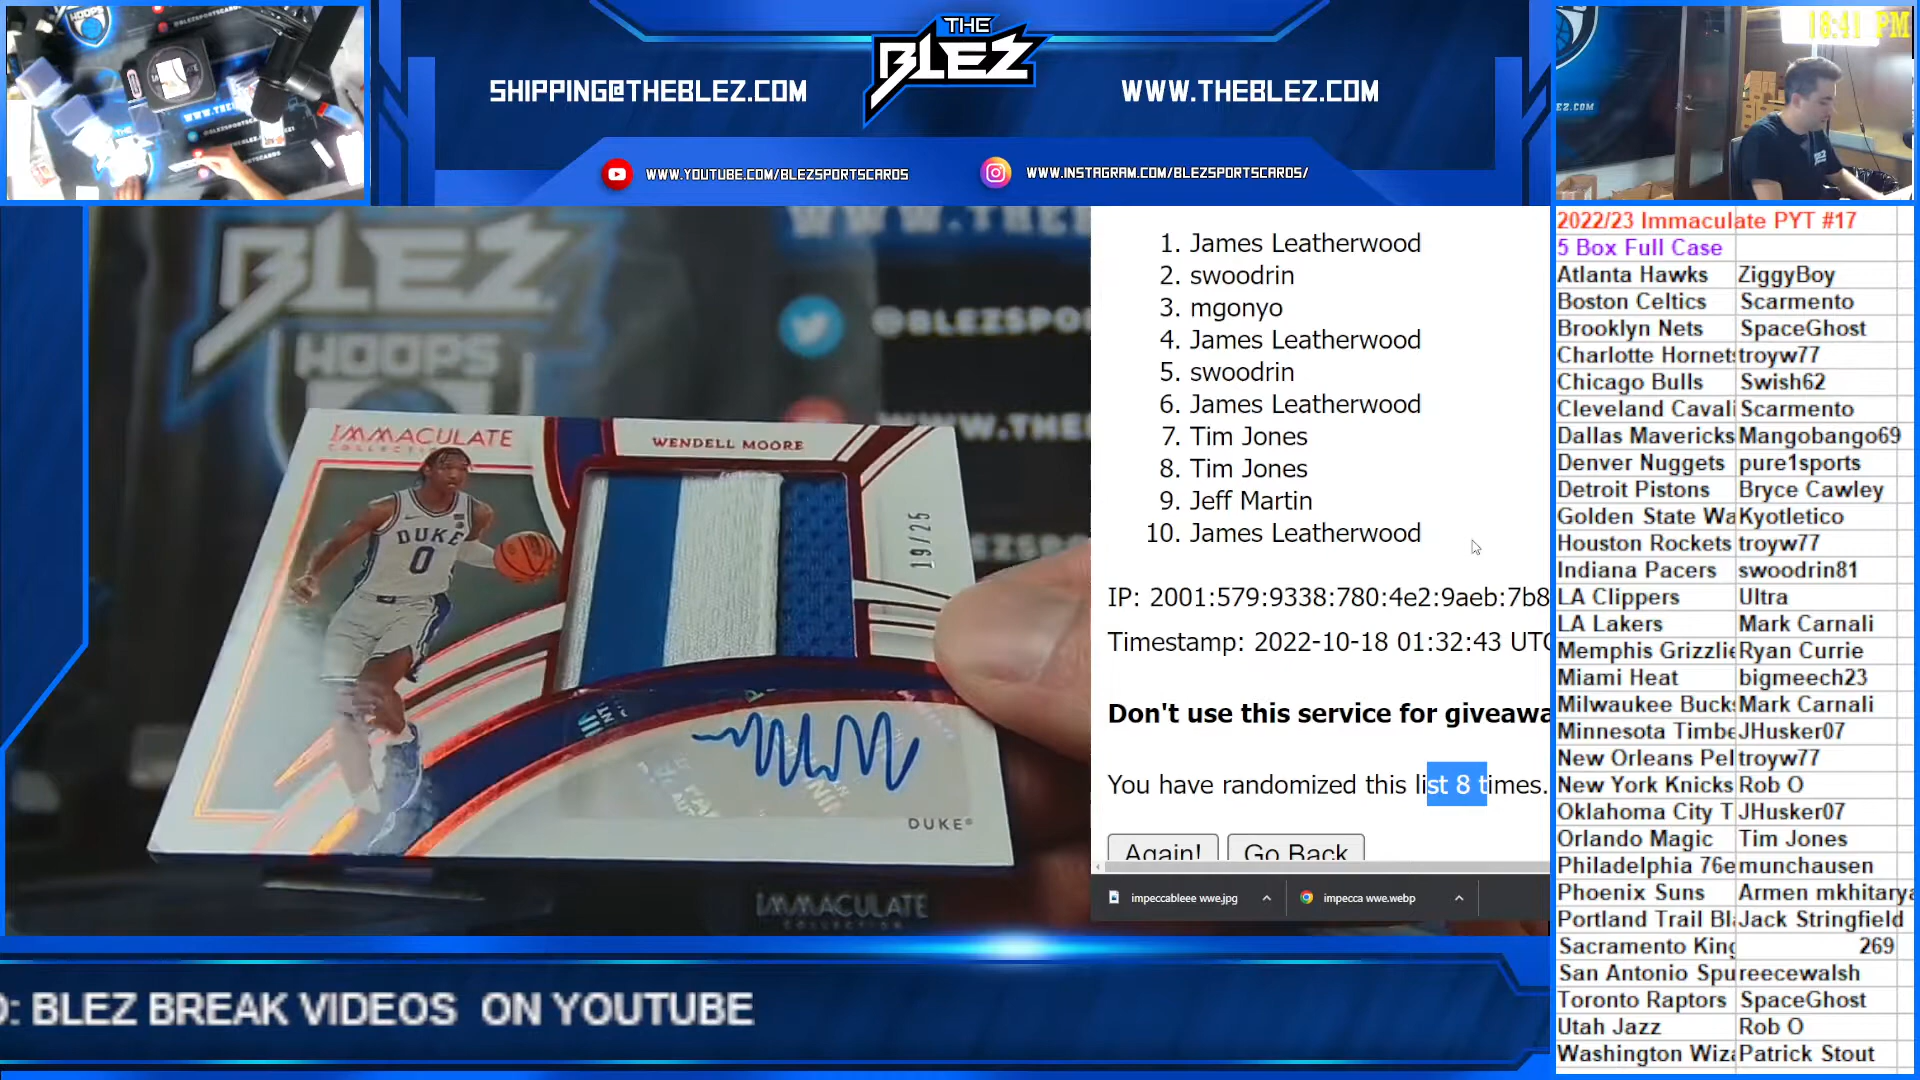 THE
BLEZ
SHIPPING@THEBLEZ.COM
WWW.THEBLEZ.COM
WWW.YOUTUBE.COM/BLEZSPORTSCARDS
WWW.INSTAGRAM.COM/BLEZSPORTSCARDS/
18:41 PM
BLEZ
HOOPS
IMMACULATE
COLLECTION
WENDELL MOORE
19/25
DUKE
0
DUKE
IMMACULATE
COLLECTION
1. James Leatherwood
2. swoodrin
3. mgonyo
4. James Leatherwood
5. swoodrin
6. James Leatherwood
7. Tim Jones
8. Tim Jones
9. Jeff Martin
10. James Leatherwood
IP: 2001:579:9338:780:4e2:9aeb:7b8
Timestamp: 2022-10-18 01:32:43 UTC
Don't use this service for giveawa
You have randomized this list 8 times.
Again! Go Back
impeccableee wwe.jpg
impecca wwe.webp
2022/23 Immaculate PYT #17
5 Box Full Case
Atlanta Hawks ZiggyBoy
Boston Celtics Scarmento
Brooklyn Nets SpaceGhost
Charlotte Hornets troyw77
Chicago Bulls Swish62
Cleveland Cavali Scarmento
Dallas Mavericks Mangobango69
Denver Nuggets pure1sports
Detroit Pistons Bryce Cawley
Golden State Wa Kyotletico
Houston Rockets troyw77
Indiana Pacers swoodrin81
LA Clippers Ultra
LA Lakers Mark Carnali
Memphis Grizzlie Ryan Currie
Miami Heat bigmeech23
Milwaukee Bucks Mark Carnali
Minnesota Timbe JHusker07
New Orleans Pel troyw77
New York Knicks Rob O
Oklahoma City T JHusker07
Orlando Magic Tim Jones
Philadelphia 76e munchausen
Phoenix Suns Armen mkhitarya
Portland Trail Bl Jack Stringfield
Sacramento King 269
San Antonio Spu reecewalsh
Toronto Raptors SpaceGhost
Utah Jazz Rob O
Washington Wiz Patrick Stout
: BLEZ BREAK VIDEOS ON YOUTUBE